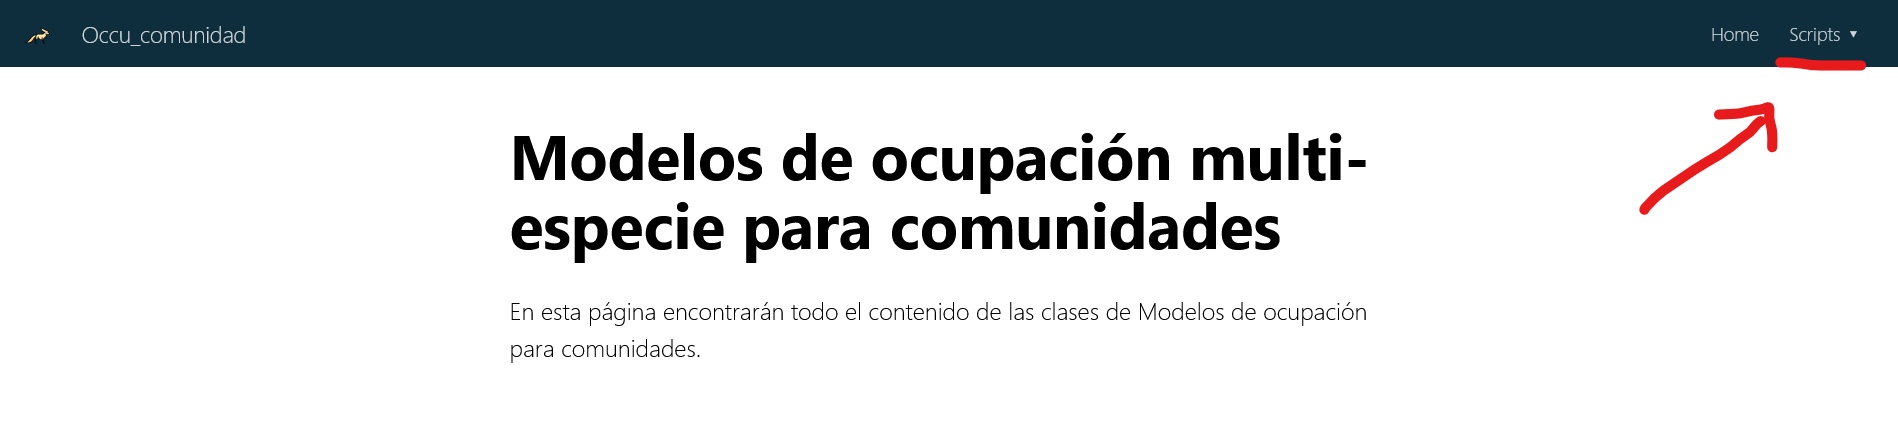 Occu_comunidad
Home
Scripts ▼
Modelos de ocupación multi-
especie para comunidades
En esta página encontrarán todo el contenido de las clases de Modelos de ocupación
para comunidades.